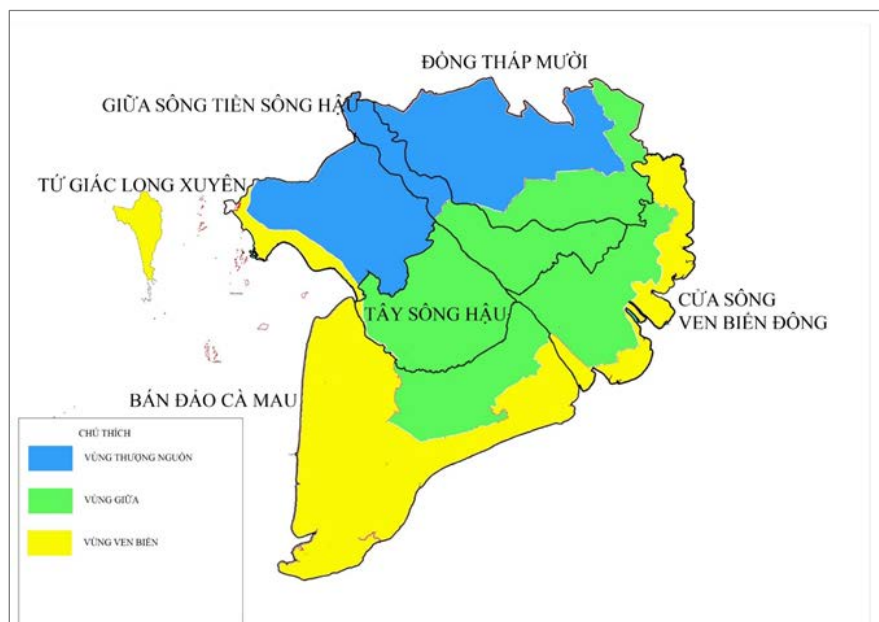 ĐỒNG THÁP MƯỜI
GIỮA SÔNG TIỀN SÔNG HẬU
TỨ GIÁC LONG XUYÊN
TÂY SÔNG HẬU
CỬA SÔNG
VEN BIỂN ĐÔNG
BÁN ĐẢO CÀ MAU
CHÚ THÍCH
VÙNG THƯỢNG NGUỒN
VÙNG GIỮA
VÙNG VEN BIỂN